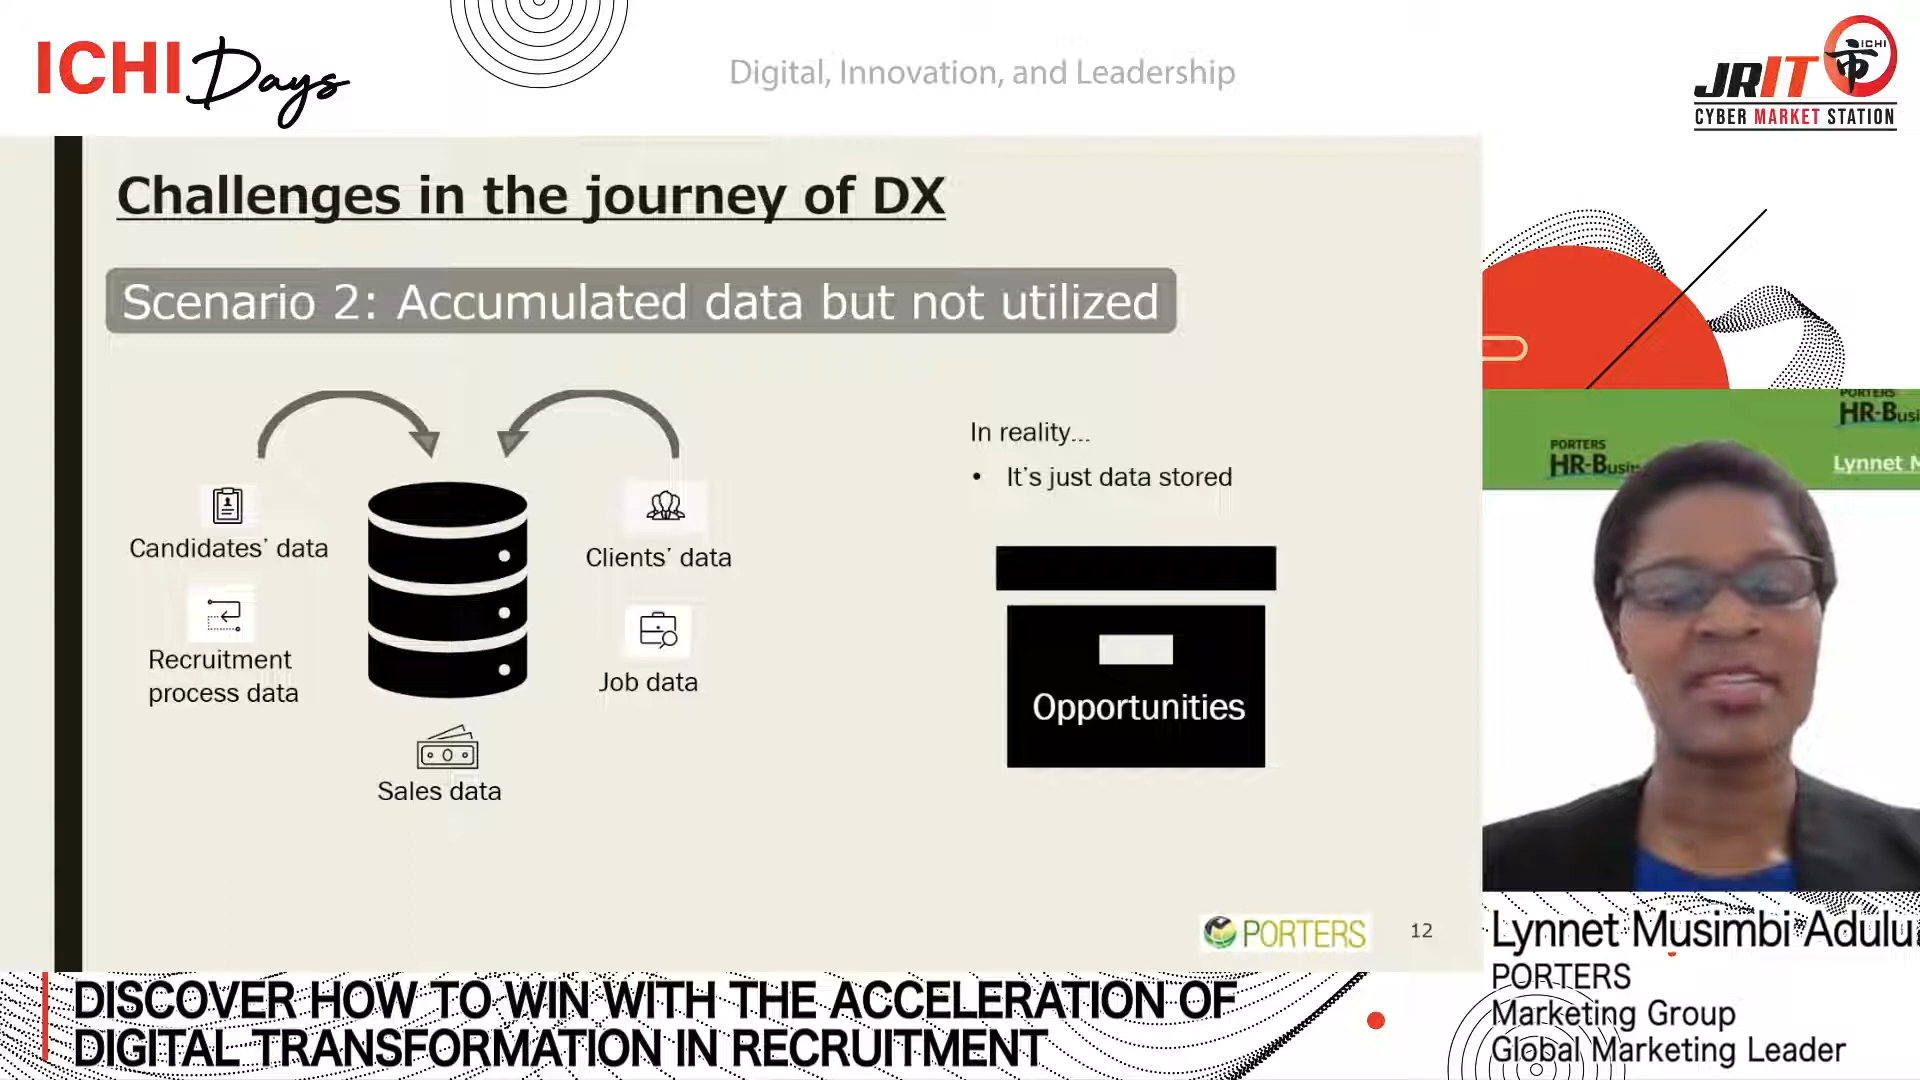 ICHI Days
Digital, Innovation, and Leadership
ICHI
市
JRIT
CYBER MARKET STATION
Challenges in the journey of DX
Scenario 2: Accumulated data but not utilized
In reality...
• It's just data stored
Candidates' data
Clients' data
Recruitment
process data
Job data
Sales data
Opportunities
PORTERS
12
PORTERS
HR-Busi
PORTERS
HR-Busin
Lynnet M
Lynnet Musimbi Adulu
PORTERS
Marketing Group
Global Marketing Leader
DISCOVER HOW TO WIN WITH THE ACCELERATION OF
DIGITAL TRANSFORMATION IN RECRUITMENT